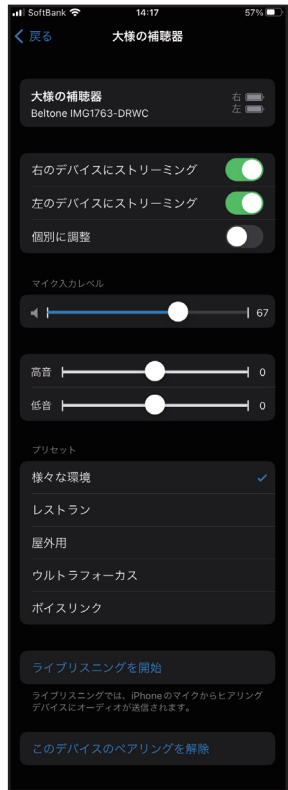 SoftBank 14:17 57%
戻る 大様の補聴器
大様の補聴器 右
Beltone IMG1763-DRWC 左
右のデバイスにストリーミング
左のデバイスにストリーミング
個別に調整
マイク入力レベル
67
高音 0
低音 0
プリセット
様々な環境
レストラン
屋外用
ウルトラフォーカス
ボイスリンク
ライブリスニングを開始
ライブリスニングでは、iPhoneのマイクからヒアリング
デバイスにオーディオが送信されます。
このデバイスのペアリングを解除